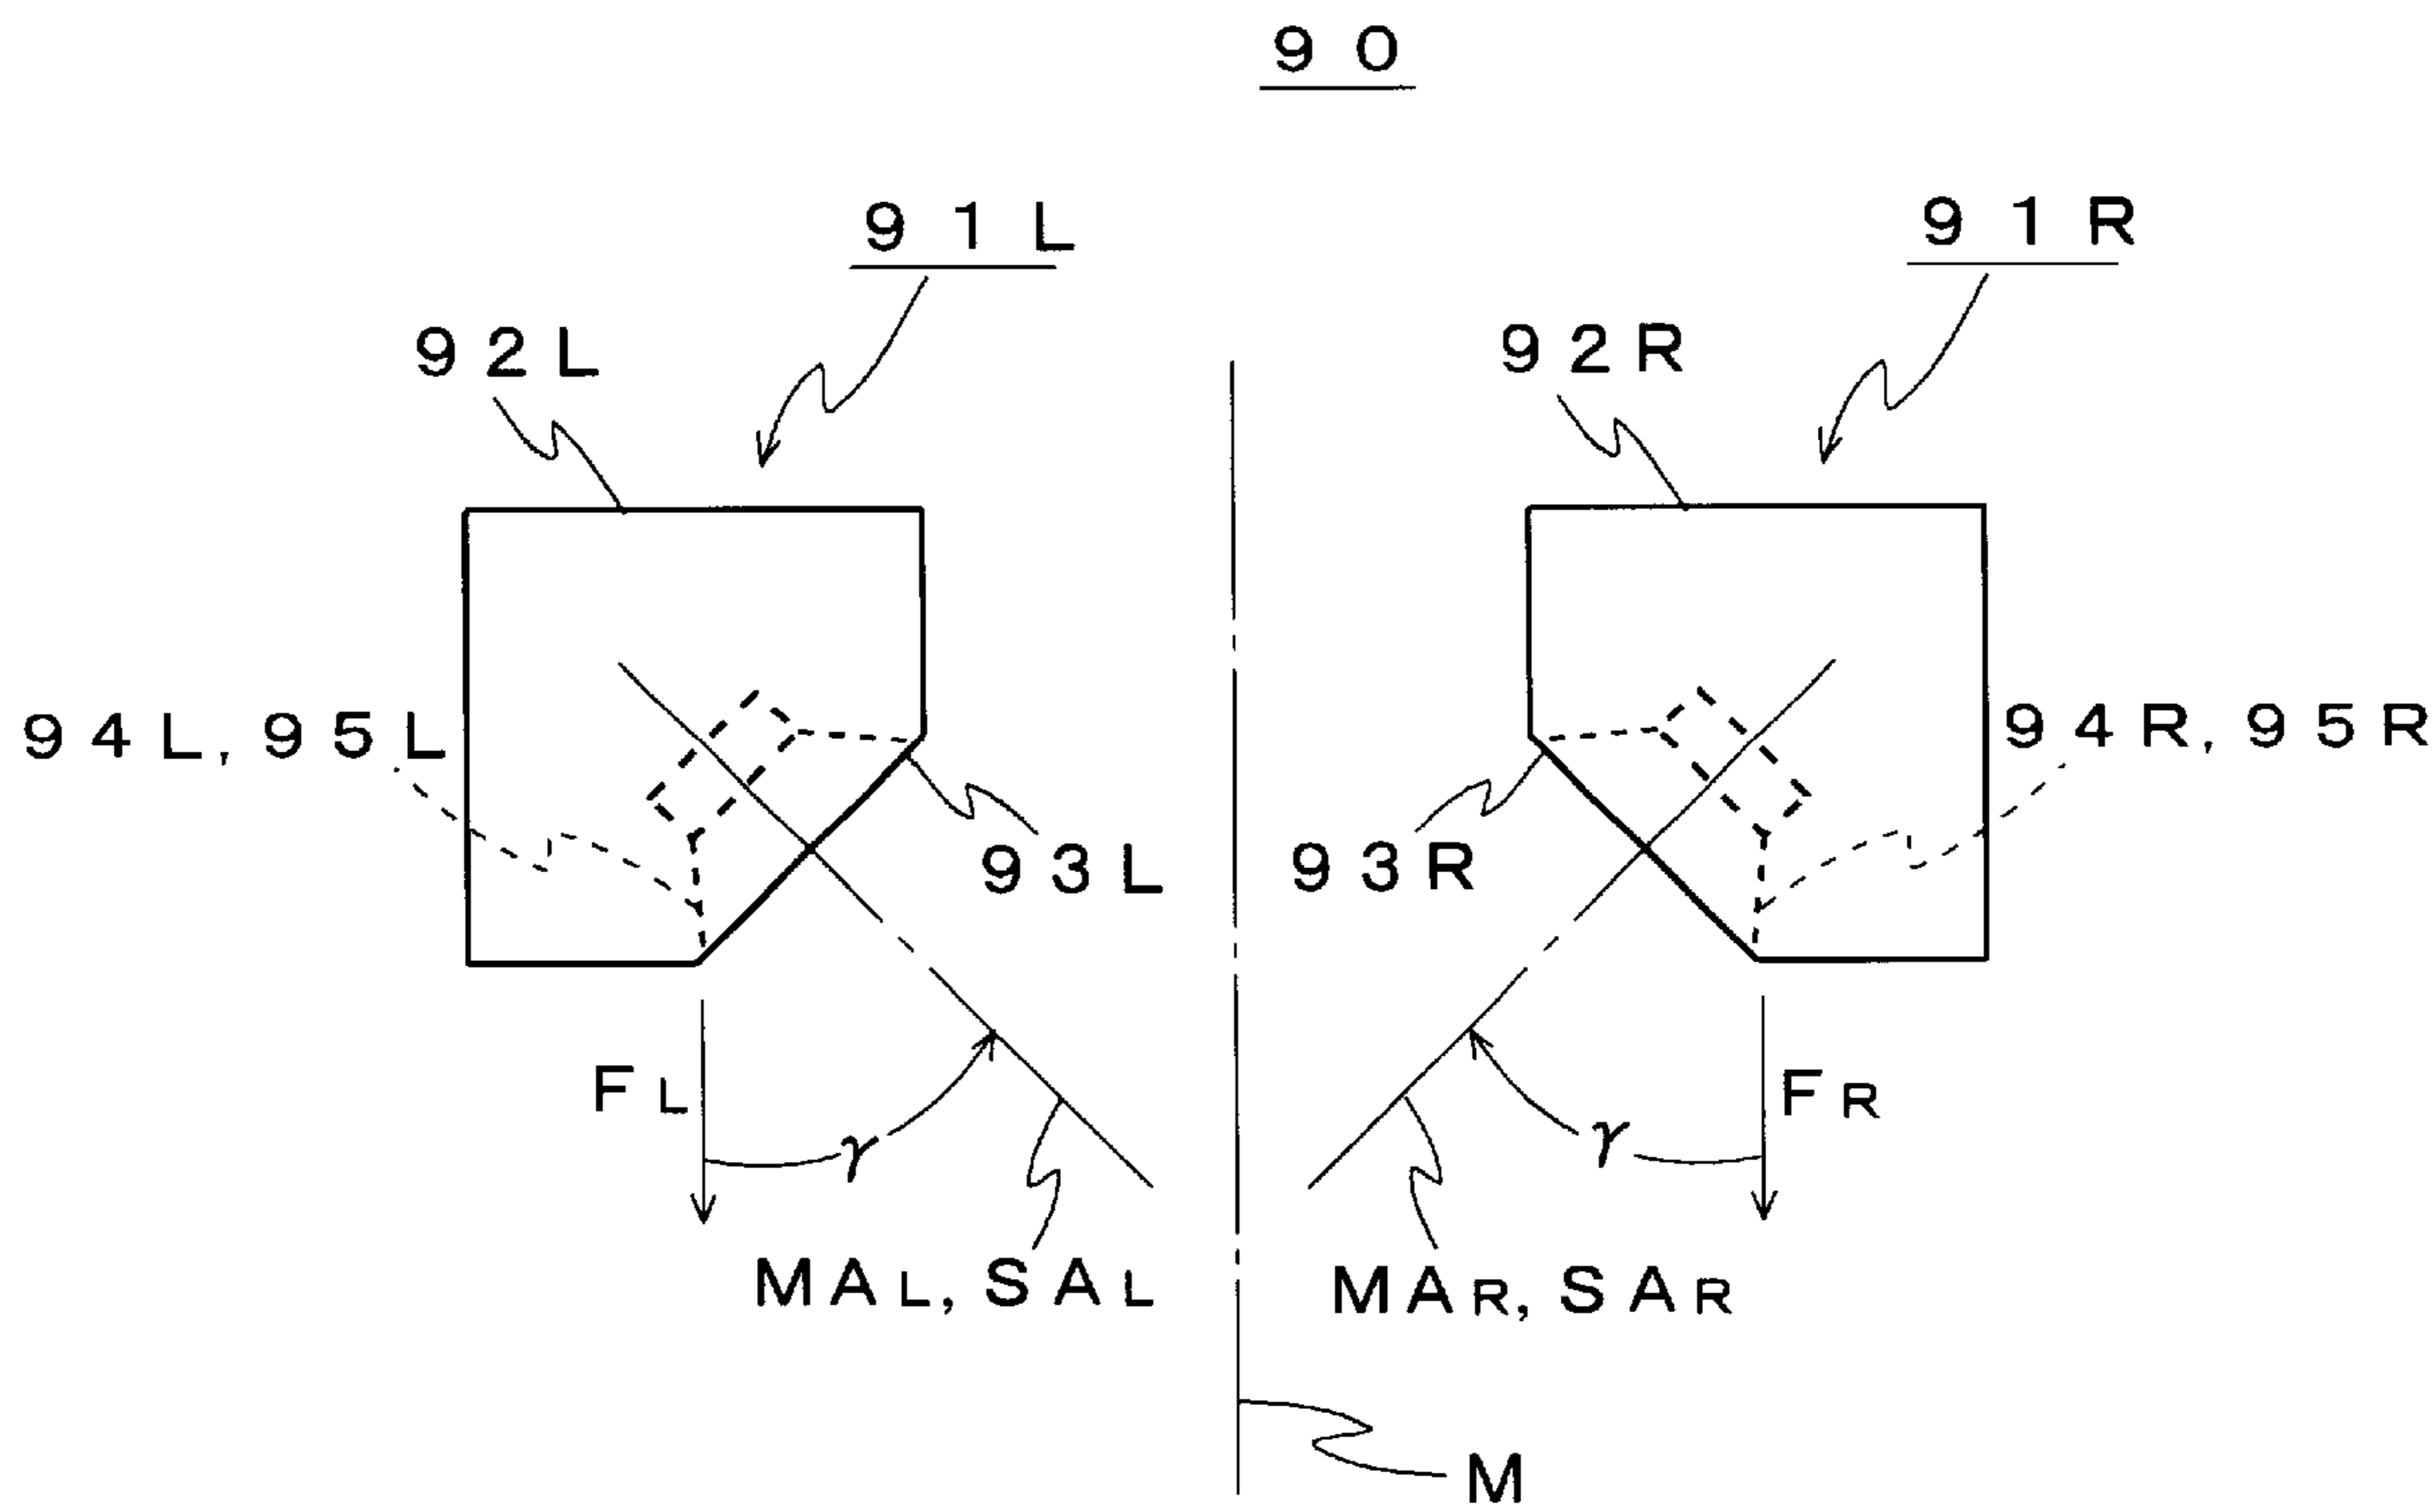 90
91L 91R
92L 92R
94L, 95L 94R, 95R
93L 93R
FL FR
γ γ
MAL, SAL MAR, SAR
M